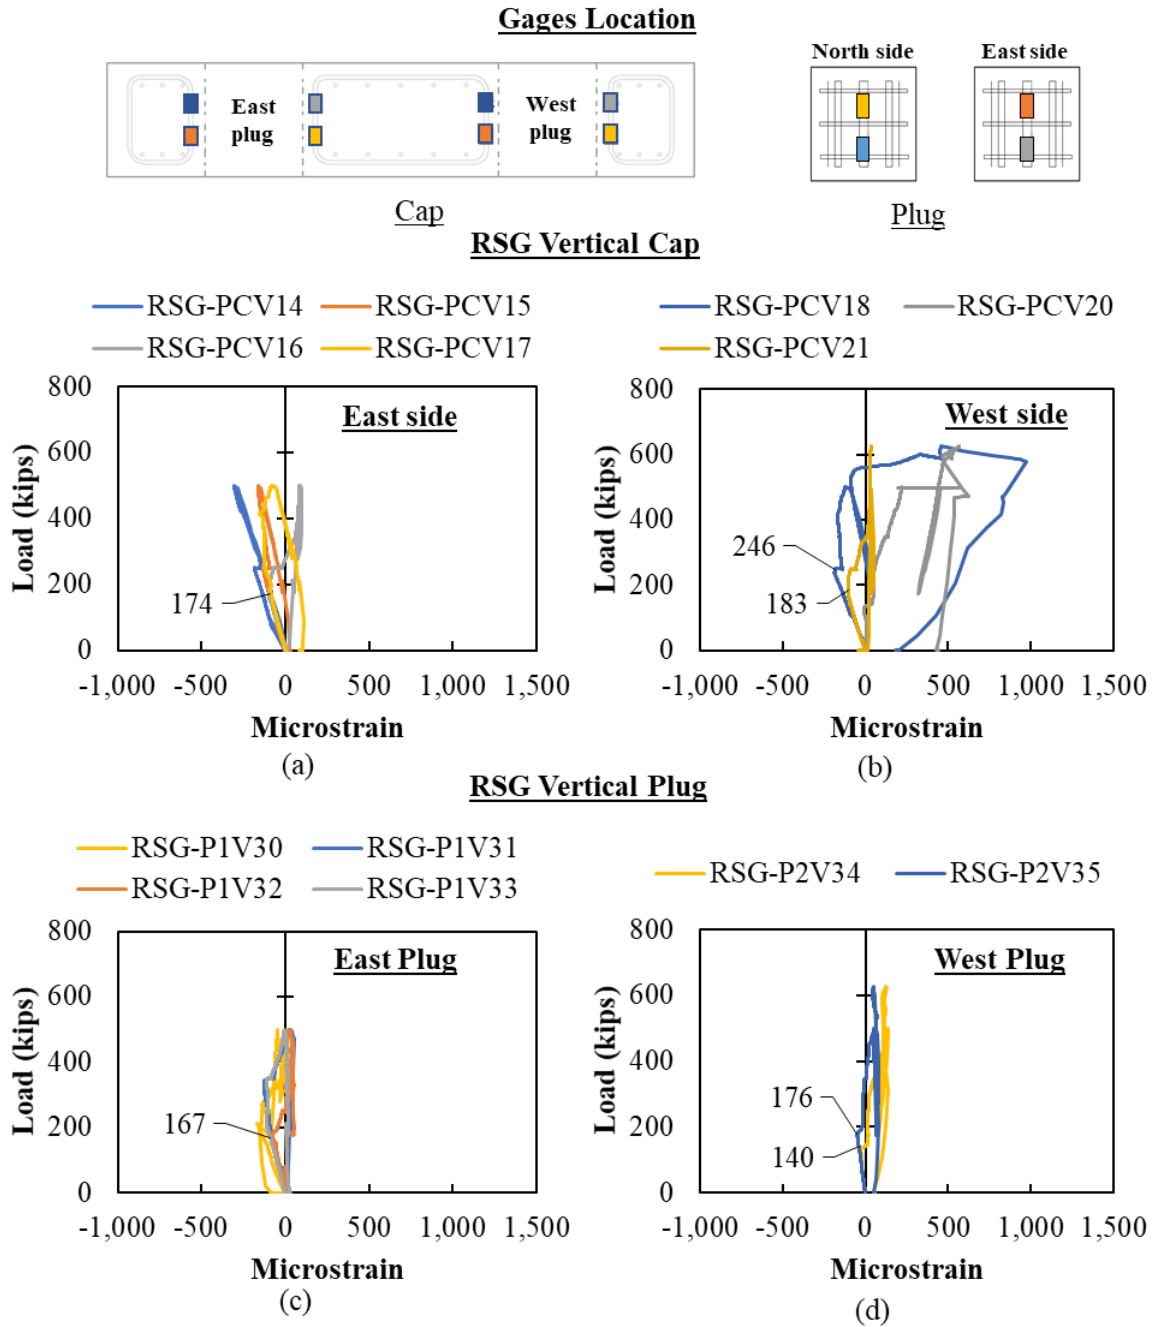 Gages Location
North side East side
East plug West plug
Cap Plug
RSG Vertical Cap
RSG-PCV14 RSG-PCV15
RSG-PCV16 RSG-PCV17
RSG-PCV18 RSG-PCV20
RSG-PCV21
800
600
400
200
0
Load (kips)
East side
174
-1,000 -500 0 500 1,000 1,500
Microstrain
(a)
800
600
400
200
0
Load (kips)
West side
246
183
-1,000 -500 0 500 1,000 1,500
Microstrain
(b)
RSG Vertical Plug
RSG-P1V30 RSG-P1V31
RSG-P1V32 RSG-P1V33
RSG-P2V34 RSG-P2V35
800
600
400
200
0
Load (kips)
East Plug
167
-1,000 -500 0 500 1,000 1,500
Microstrain
(c)
800
600
400
200
0
Load (kips)
West Plug
176
140
-1,000 -500 0 500 1,000 1,500
Microstrain
(d)